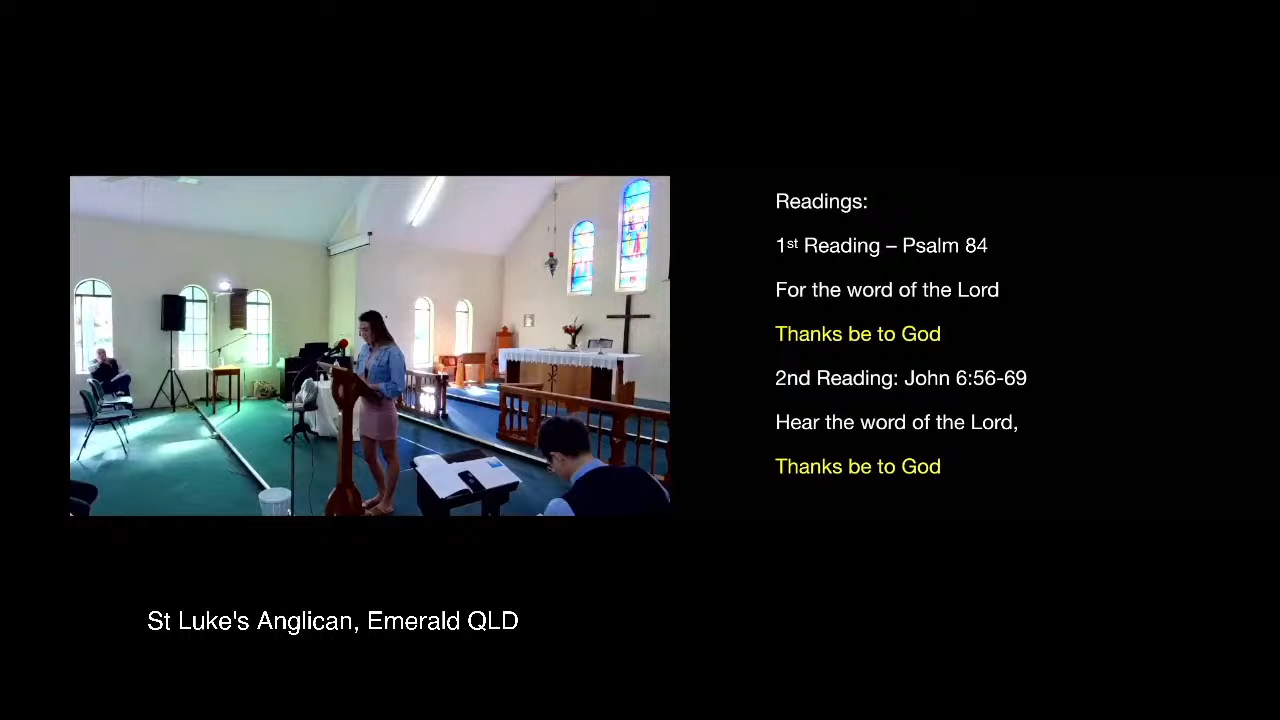 Readings:
1st Reading – Psalm 84
For the word of the Lord
Thanks be to God
2nd Reading: John 6:56-69
Hear the word of the Lord,
Thanks be to God
St Luke's Anglican, Emerald QLD